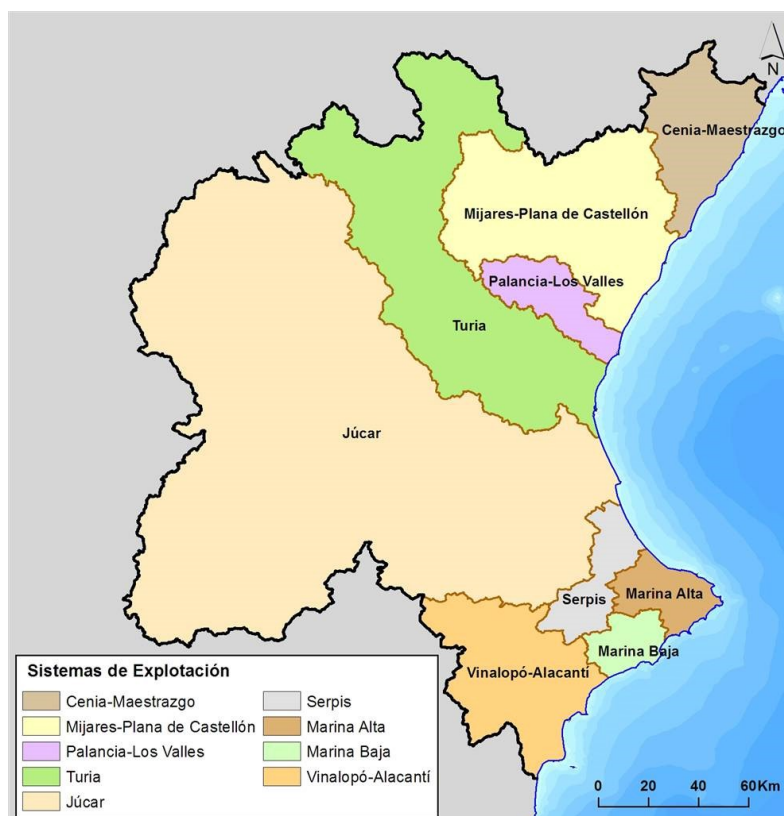 N
Cenia-Maestrazgo
Mijares-Plana de Castellón
Palancia-Los Valles
Turia
Júcar
Serpis
Marina Alta
Marina Baja
Vinalopó-Alacantí
Sistemas de Explotación
Cenia-Maestrazgo
Mijares-Plana de Castellón
Palancia-Los Valles
Turia
Júcar
Serpis
Marina Alta
Marina Baja
Vinalopó-Alacantí
0 20 40 60 Km